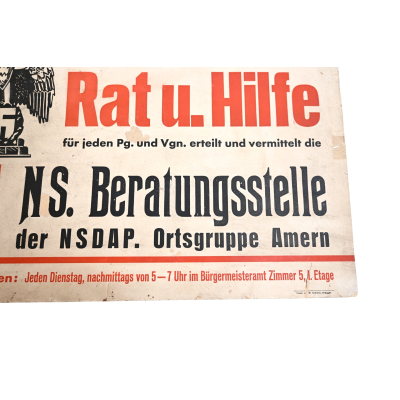 Rat u. Hilfe
für jeden Pg. und Vgn. erteilt und vermittelt die
NS. Beratungsstelle
der NSDAP. Ortsgruppe Amern
en: Jeden Dienstag, nachmittags von 5—7 Uhr im Bürgermeisteramt Zimmer 5, I. Etage